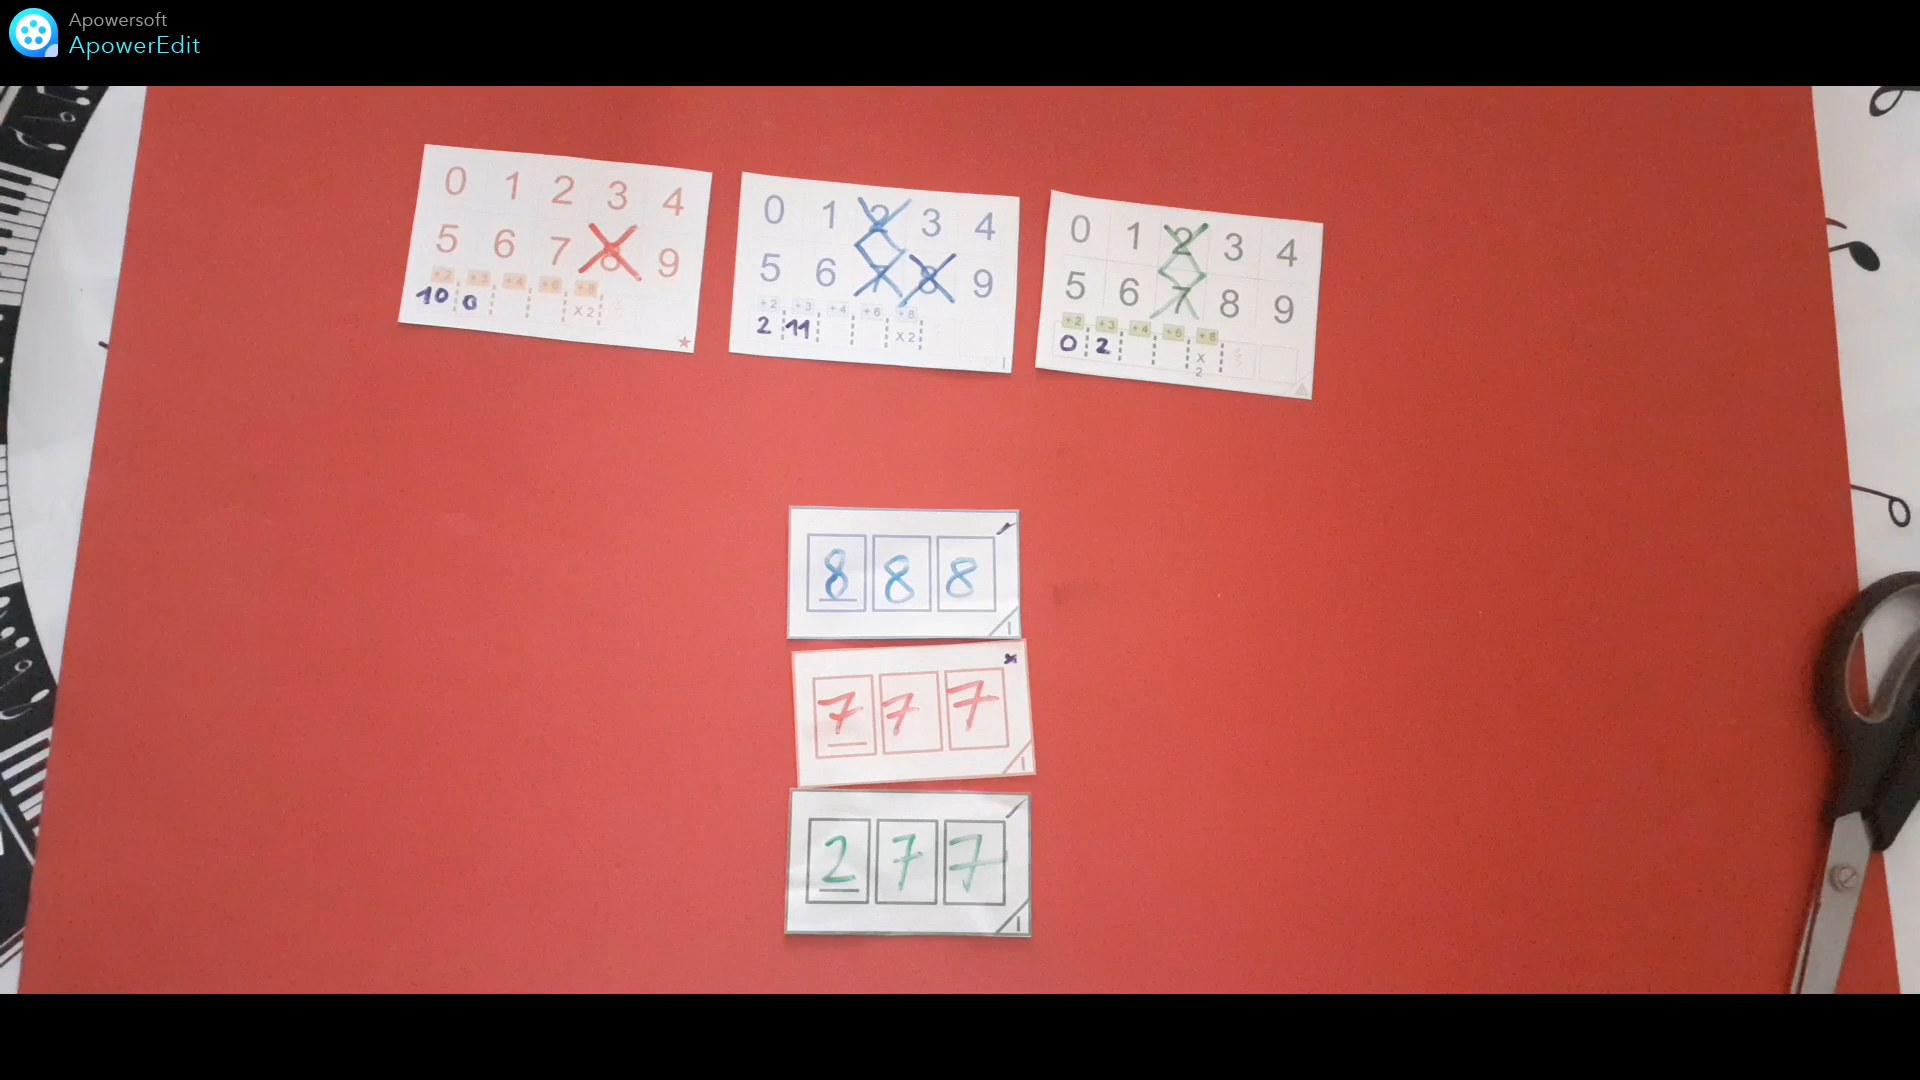 Apowersoft
ApowerEdit
0 1 2 3 4
5 6 7 8 9
+2 +3 +4 +6 +8
10 0 X2
0 1 2 3 4
5 6 7 8 9
+2 +3 +4 +6 +8
2 11 X2
0 1 2 3 4
5 6 7 8 9
+2 +3 +4 +6 +8
0 2 X 2
8 8 8
7 7 7
2 7 7